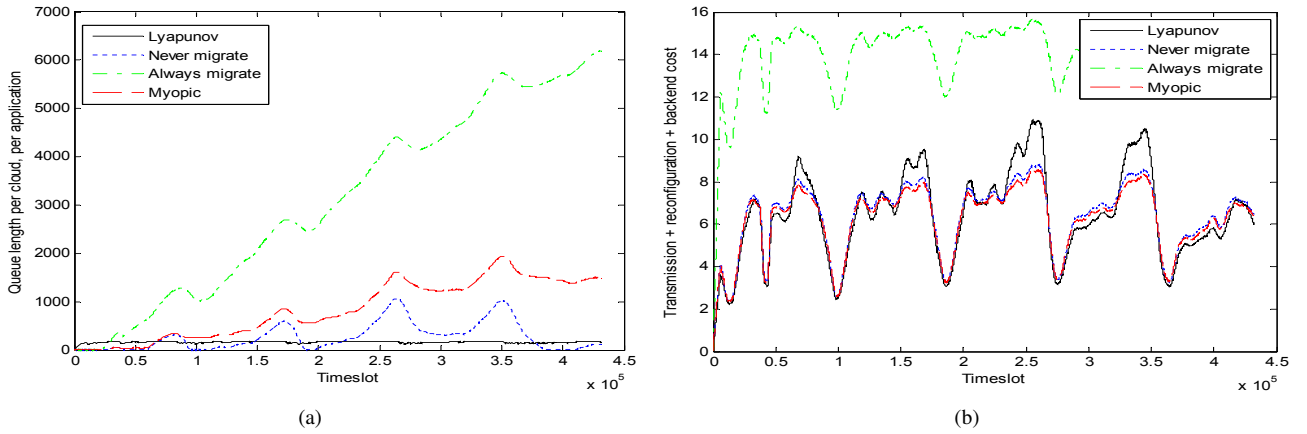 7000
6000
5000
4000
3000
2000
1000
0
Queue length per cloud, per application
Lyapunov
Never migrate
Always migrate
Myopic
0 0.5 1 1.5 2 2.5 3 3.5 4 4.5
Timeslot
x 10^5
(a)
16
14
12
10
8
6
4
2
0
Transmission + reconfiguration + backend cost
Lyapunov
Never migrate
Always migrate
Myopic
0 0.5 1 1.5 2 2.5 3 3.5 4 4.5
Timeslot
x 10^5
(b)